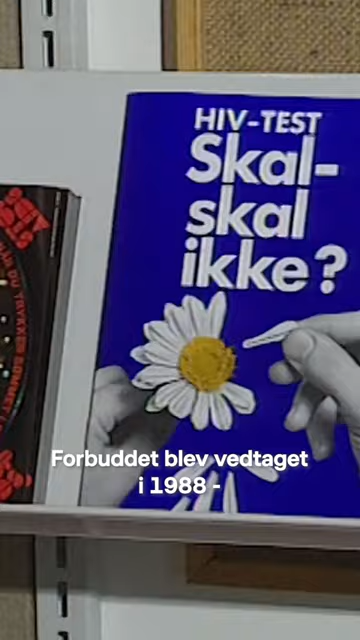 HIV-TEST
Skal-
skal
ikke?
Forbuddet blev vedtaget
i 1988 -